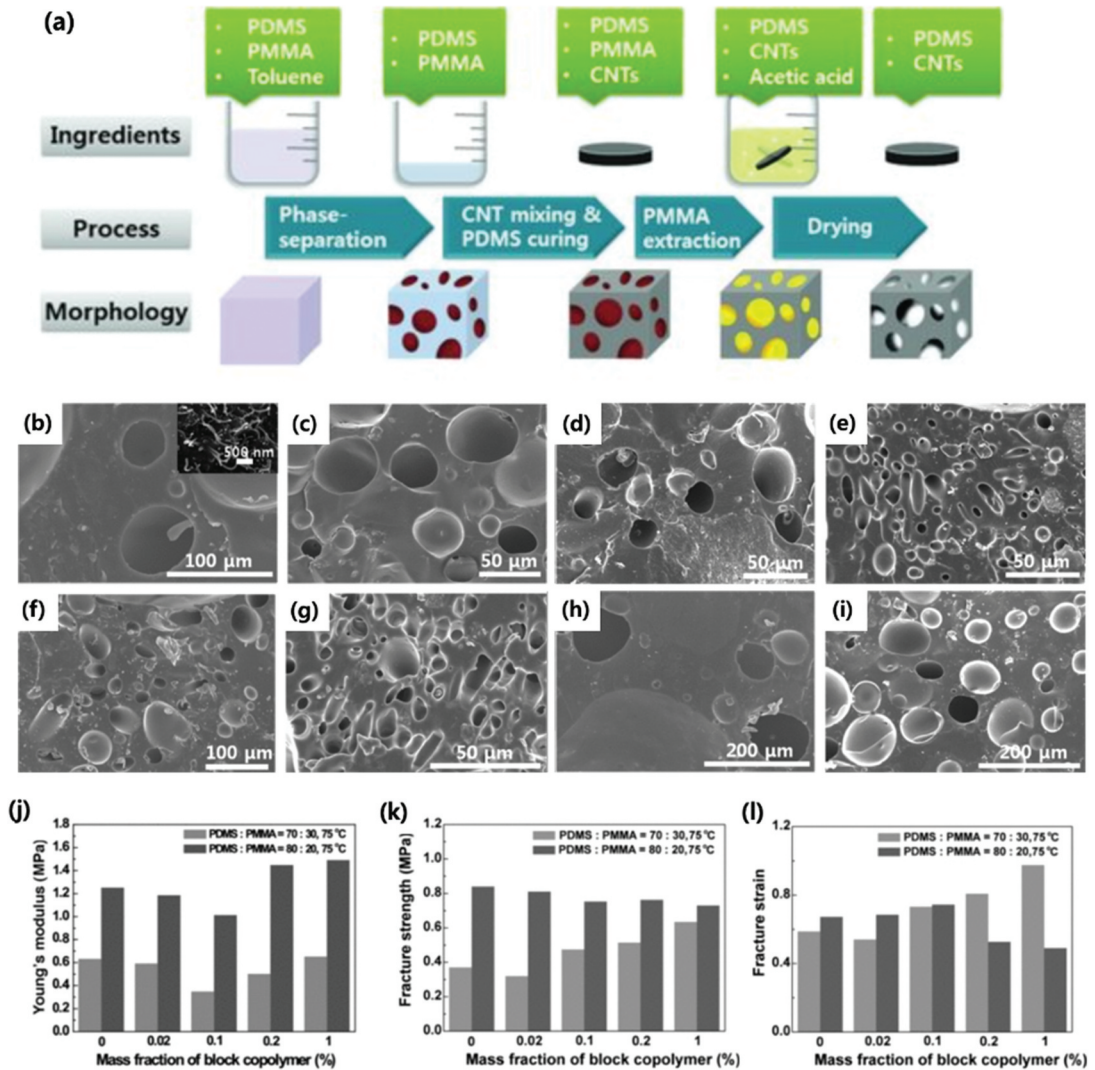 (a)
• PDMS
• PMMA
• Toluene
• PDMS
• PMMA
• PDMS
• PMMA
• CNTs
• PDMS
• CNTs
• Acetic acid
• PDMS
• CNTs
Ingredients
Process
Phase-
separation
CNT mixing &
PDMS curing
PMMA
extraction
Drying
Morphology
(b)
500 nm
100 μm
(c)
50 μm
(d)
50 μm
(e)
50 μm
(f)
100 μm
(g)
50 μm
(h)
200 μm
(i)
200 μm
(j)
PDMS : PMMA = 70 : 30, 75 °C
PDMS : PMMA = 80 : 20, 75 °C
Young's modulus (MPa)
1.8
1.6
1.4
1.2
1.0
0.8
0.6
0.4
0.2
0.0
0 0.02 0.1 0.2 1
Mass fraction of block copolymer (%)
(k)
PDMS : PMMA = 70 : 30, 75 °C
PDMS : PMMA = 80 : 20, 75 °C
Fracture strength (MPa)
1.2
1.0
0.8
0.6
0.4
0.2
0.0
0 0.02 0.1 0.2 1
Mass fraction of block copolymer (%)
(l)
PDMS : PMMA = 70 : 30, 75 °C
PDMS : PMMA = 80 : 20, 75 °C
Fracture strain
1.2
0.8
0.4
0.0
0 0.02 0.1 0.2 1
Mass fraction of block copolymer (%)